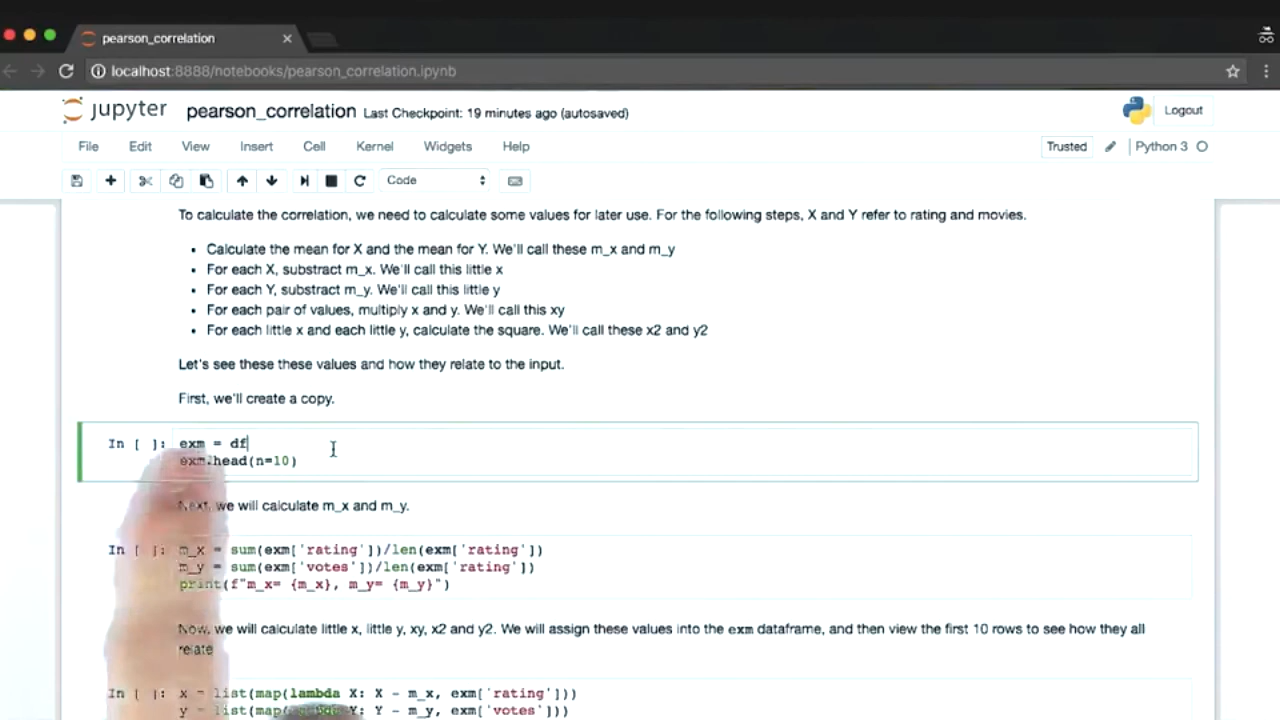 pearson_correlation
localhost:8888/notebooks/pearson_correlation.ipynb
jupyter pearson_correlation Last Checkpoint: 19 minutes ago (autosaved) Logout
File Edit View Insert Cell Kernel Widgets Help Trusted Python 3
Code
To calculate the correlation, we need to calculate some values for later use. For the following steps, X and Y refer to rating and movies.
• Calculate the mean for X and the mean for Y. We'll call these m_x and m_y
• For each X, substract m_x. We'll call this little x
• For each Y, substract m_y. We'll call this little y
• For each pair of values, multiply x and y. We'll call this xy
• For each little x and each little y, calculate the square. We'll call these x2 and y2
Let's see these these values and how they relate to the input.
First, we'll create a copy.
In [ ]: exm = df
exm.head(n=10)
Next, we will calculate m_x and m_y.
In [ ]: m_x = sum(exm['rating'])/len(exm['rating'])
m_y = sum(exm['votes'])/len(exm['rating'])
print(f"m_x= {m_x}, m_y= {m_y}")
Now, we will calculate little x, little y, xy, x2 and y2. We will assign these values into the exm dataframe, and then view the first 10 rows to see how they all
relate
In [ ]: x = list(map(lambda X: X - m_x, exm['rating']))
y = list(map(lambda Y: Y - m_y, exm['votes']))